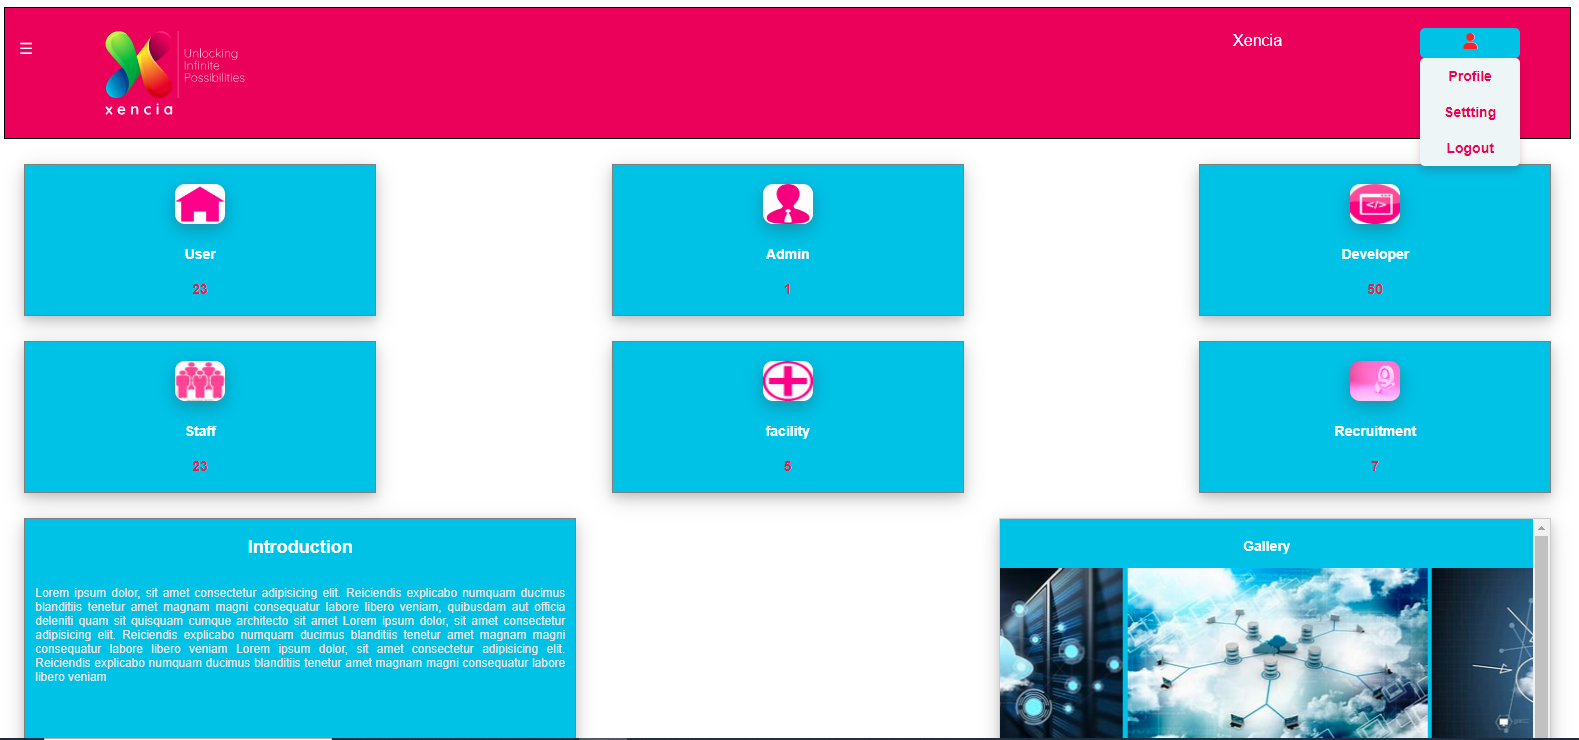 ☰
Unlocking
Infinite
Possibilities
xencia
Xencia
Profile
Settting
Logout
User
23
Admin
1
Developer
50
Staff
23
facility
5
Recruitment
7
Introduction
Lorem ipsum dolor, sit amet consectetur adipisicing elit. Reiciendis explicabo numquam ducimus
blanditiis tenetur amet magnam magni consequatur labore libero veniam, quibusdam aut officia
deleniti quam sit quisquam cumque architecto sit amet Lorem ipsum dolor, sit amet consectetur
adipisicing elit. Reiciendis explicabo numquam ducimus blanditiis tenetur amet magnam magni
consequatur labore libero veniam Lorem ipsum dolor, sit amet consectetur adipisicing elit.
Reiciendis explicabo numquam ducimus blanditiis tenetur amet magnam magni consequatur labore
libero veniam
Gallery